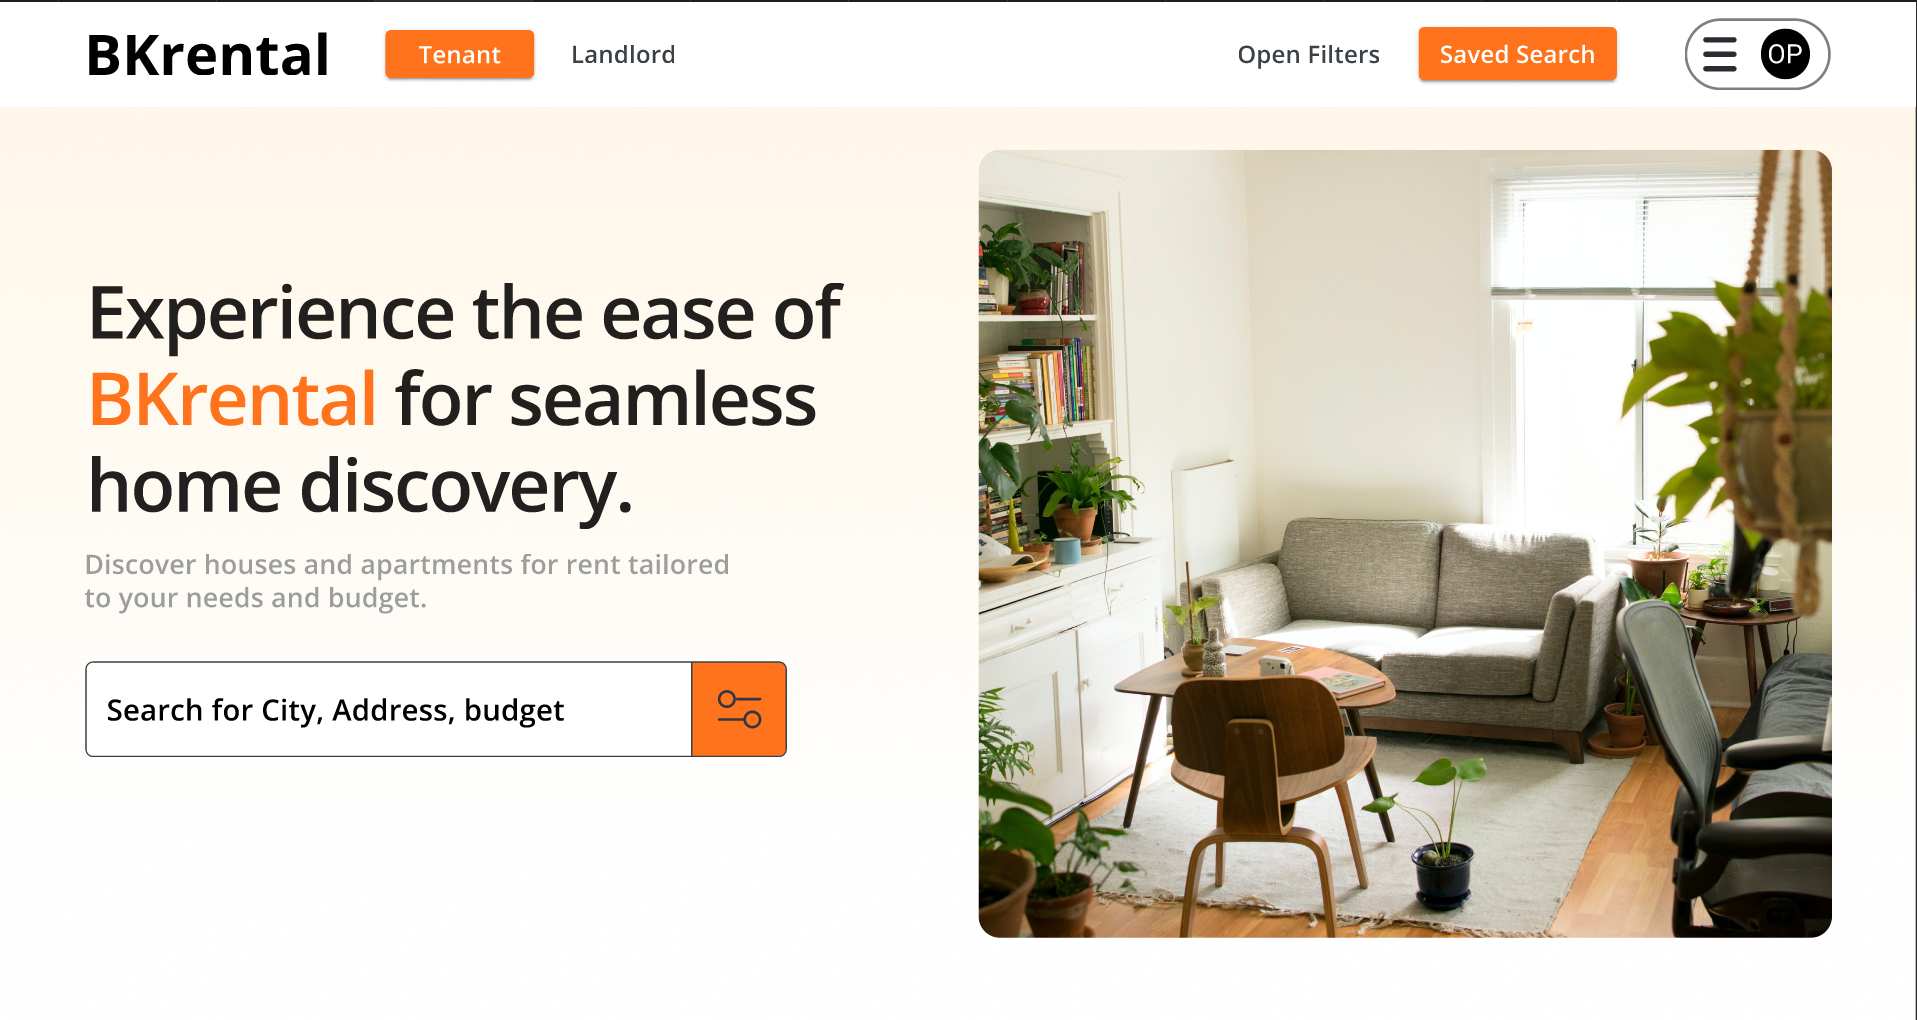 BKrental
Tenant
Landlord
Open Filters
Saved Search
OP
Experience the ease of
BKrental for seamless
home discovery.
Discover houses and apartments for rent tailored
to your needs and budget.
Search for City, Address, budget